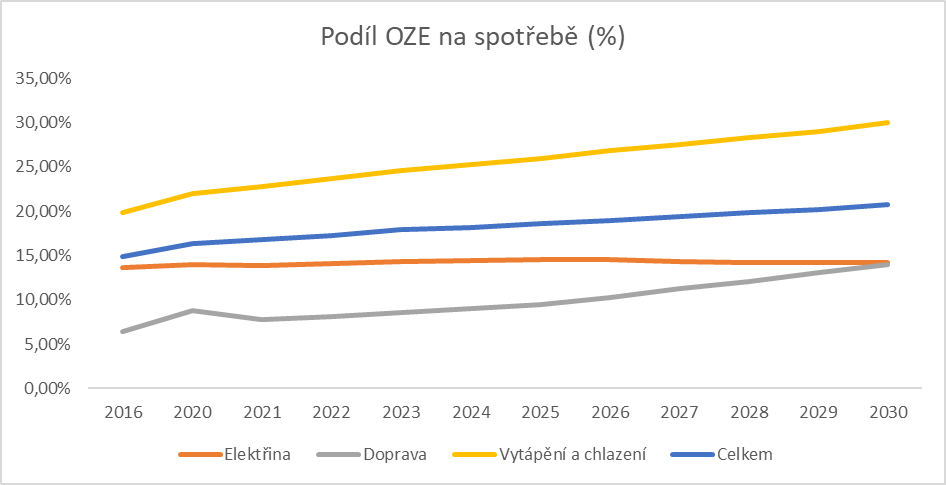 Podíl OZE na spotřebě (%)
35,00%
30,00%
25,00%
20,00%
15,00%
10,00%
5,00%
0,00%
2016 2020 2021 2022 2023 2024 2025 2026 2027 2028 2029 2030
Elektřina Doprava Vytápění a chlazení Celkem